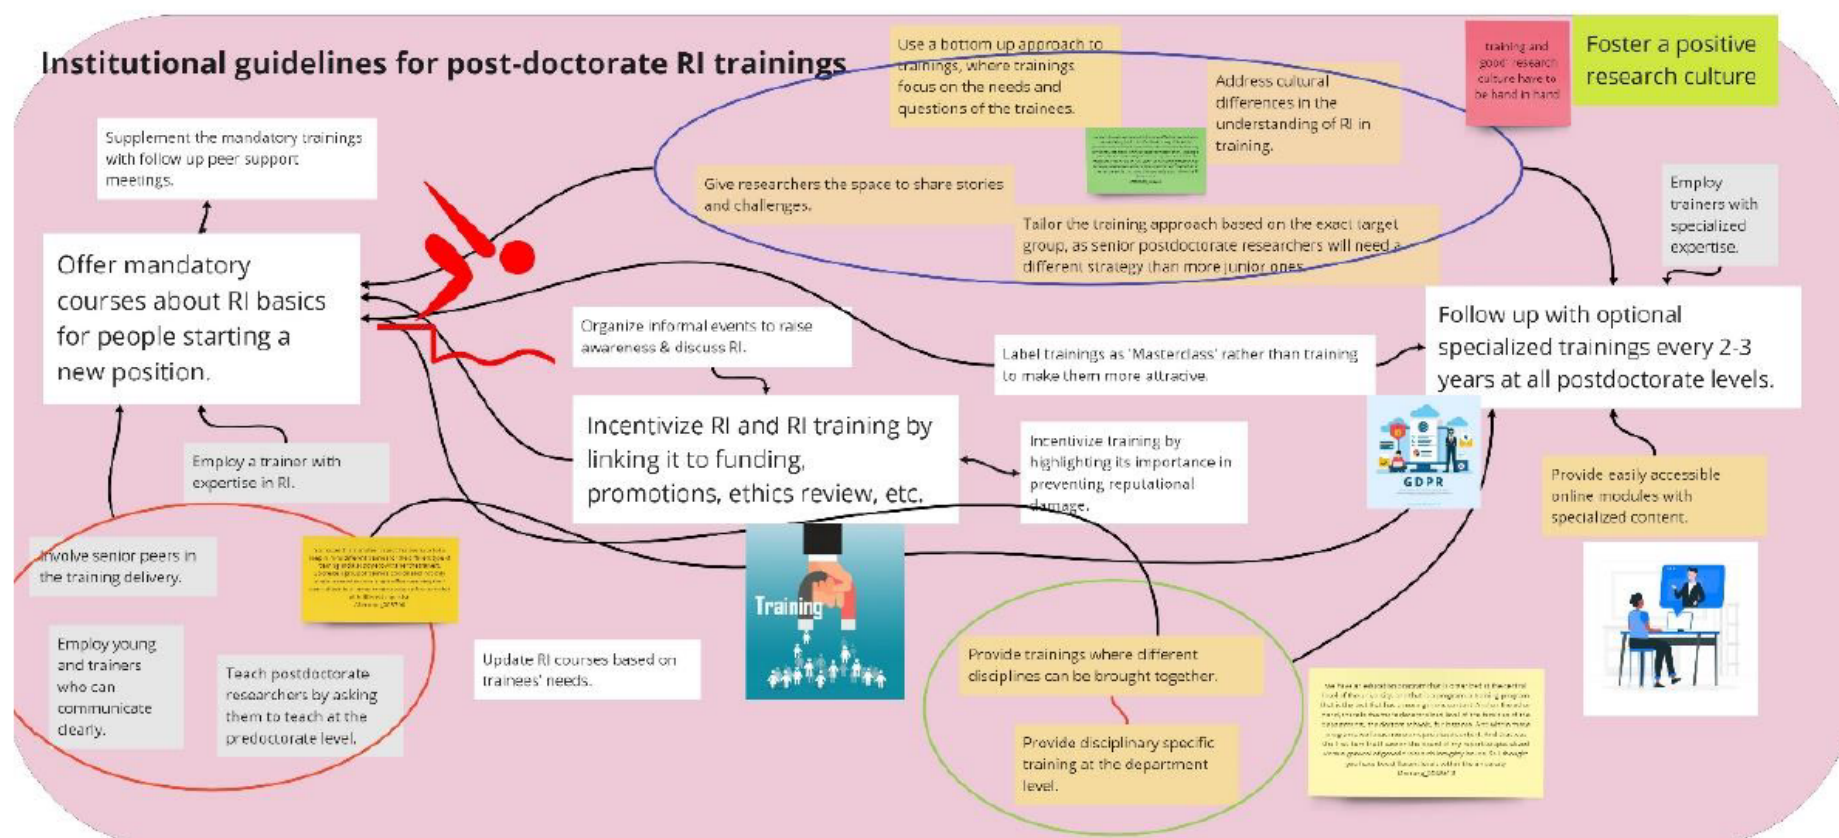 Institutional guidelines for post-doctorate RI trainings
Use a bottom up approach to
trainings, where trainings
focus on the needs and
questions of the trainees.
Address cultural
differences in the
understanding of RI in
training.
training and
good research
culture have to
be hand in hand
Foster a positive
research culture
Supplement the mandatory trainings
with follow up peer support
meetings.
Give researchers the space to share stories
and challenges.
Tailor the training approach based on the exact target
group, as senior postdoctorate researchers will need a
different strategy than more junior ones
Employ
trainers with
specialized
expertise.
Offer mandatory
courses about RI basics
for people starting a
new position.
Organize informal events to raise
awareness & discuss RI.
Label trainings as 'Masterclass' rather than training
to make them more attracive.
Follow up with optional
specialized trainings every 2-3
years at all postdoctorate levels.
Incentivize RI and RI training by
linking it to funding,
promotions, ethics review, etc.
Incentivize training by
highlighting its importance in
preventing reputational
damage.
GDPR
Employ a trainer with
expertise in RI.
Provide easily accessible
online modules with
specialized content.
Involve senior peers in
the training delivery.
Training
Employ young
and trainers
who can
communicate
clearly.
Teach postdoctorate
researchers by asking
them to teach at the
predoctorate level.
Update RI courses based on
trainees' needs.
Provide trainings where different
disciplines can be brought together.
Provide disciplinary specific
training at the department
level.